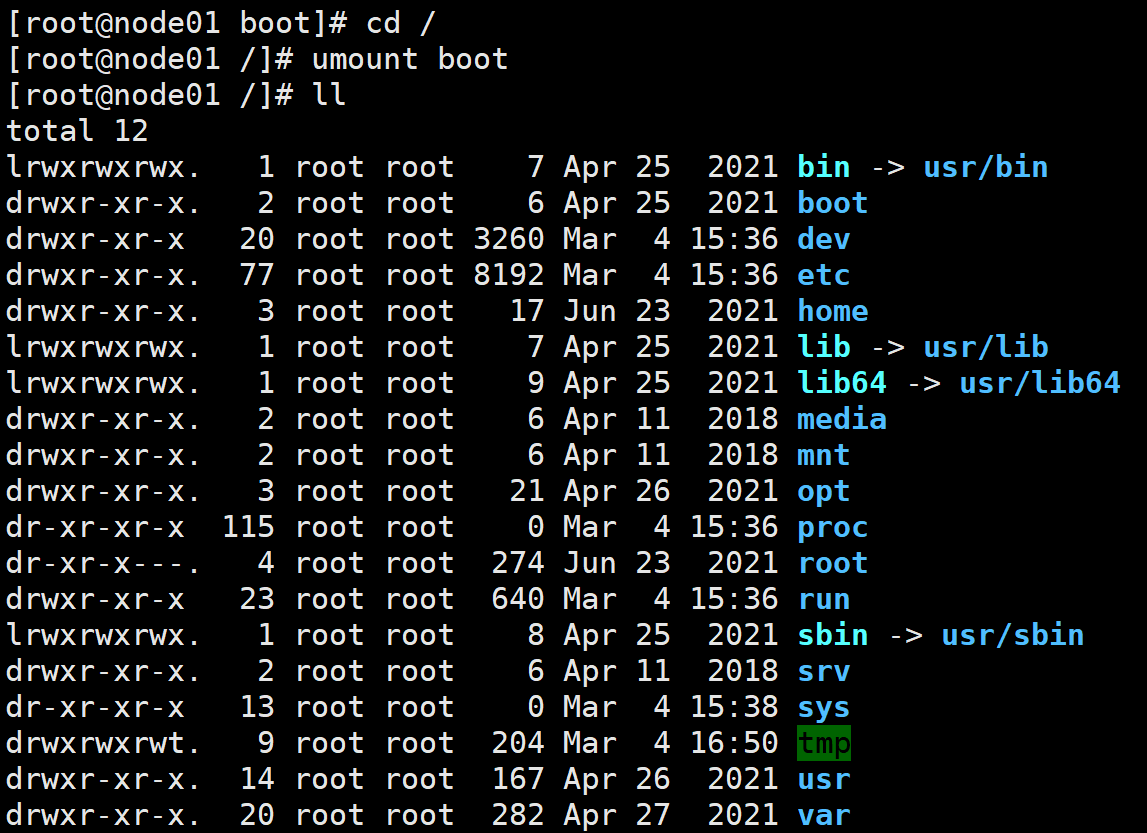 [root@node01 boot]# cd /
[root@node01 /]# umount boot
[root@node01 /]# ll
total 12
lrwxrwxrwx.   1 root root    7 Apr 25  2021 bin -> usr/bin
drwxr-xr-x.   2 root root    6 Apr 25  2021 boot
drwxr-xr-x   20 root root 3260 Mar  4 15:36 dev
drwxr-xr-x.  77 root root 8192 Mar  4 15:36 etc
drwxr-xr-x.   3 root root   17 Jun 23  2021 home
lrwxrwxrwx.   1 root root    7 Apr 25  2021 lib -> usr/lib
lrwxrwxrwx.   1 root root    9 Apr 25  2021 lib64 -> usr/lib64
drwxr-xr-x.   2 root root    6 Apr 11  2018 media
drwxr-xr-x.   2 root root    6 Apr 11  2018 mnt
drwxr-xr-x.   3 root root   21 Apr 26  2021 opt
dr-xr-xr-x  115 root root    0 Mar  4 15:36 proc
dr-xr-x---.   4 root root  274 Jun 23  2021 root
drwxr-xr-x   23 root root  640 Mar  4 15:36 run
lrwxrwxrwx.   1 root root    8 Apr 25  2021 sbin -> usr/sbin
drwxr-xr-x.   2 root root    6 Apr 11  2018 srv
dr-xr-xr-x   13 root root    0 Mar  4 15:38 sys
drwxrwxrwt.   9 root root  204 Mar  4 16:50 tmp
drwxr-xr-x.  14 root root  167 Apr 26  2021 usr
drwxr-xr-x.  20 root root  282 Apr 27  2021 var